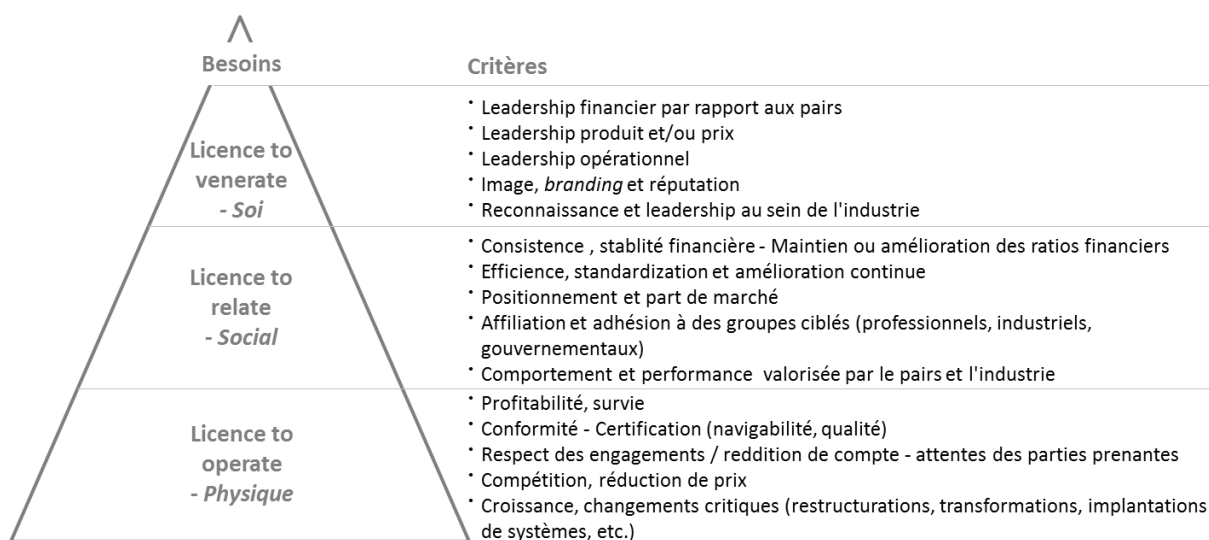 Besoins
Critères
Licence to
venerate
- Soi
• Leadership financier par rapport aux pairs
• Leadership produit et/ou prix
• Leadership opérationnel
• Image, branding et réputation
• Reconnaissance et leadership au sein de l'industrie
Licence to
relate
- Social
• Consistence , stablité financière - Maintien ou amélioration des ratios financiers
• Efficience, standardization et amélioration continue
• Positionnement et part de marché
• Affiliation et adhésion à des groupes ciblés (professionnels, industriels,
gouvernementaux)
• Comportement et performance valorisée par le pairs et l'industrie
Licence to
operate
- Physique
• Profitabilité, survie
• Conformité - Certification (navigabilité, qualité)
• Respect des engagements / reddition de compte - attentes des parties prenantes
• Compétition, réduction de prix
• Croissance, changements critiques (restructurations, transformations, implantations
de systèmes, etc.)